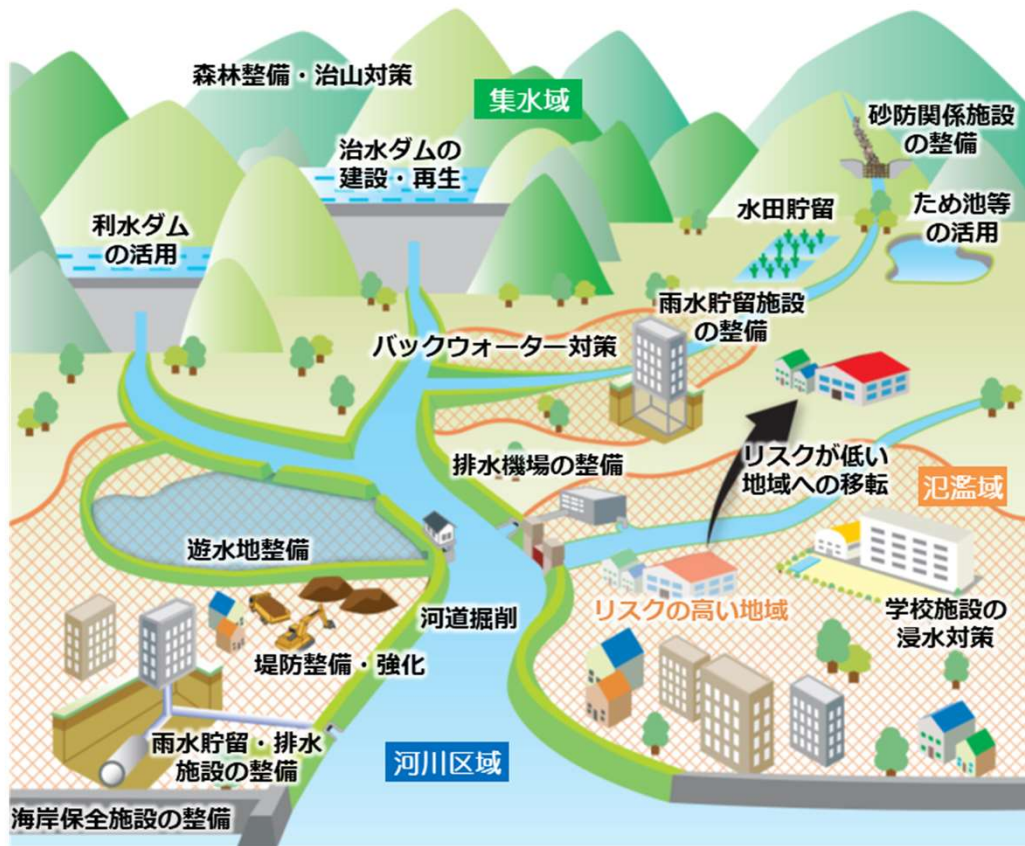 森林整備・治山対策
集水域
砂防関係施設
の整備
治水ダムの
建設・再生
水田貯留
ため池等
の活用
利水ダム
の活用
雨水貯留施設
の整備
バックウォーター対策
排水機場の整備
リスクが低い
地域への移転
氾濫域
遊水地整備
河道掘削
リスクの高い地域
学校施設の
浸水対策
堤防整備・強化
雨水貯留・排水
施設の整備
河川区域
海岸保全施設の整備